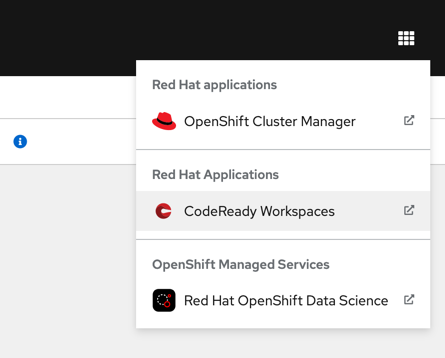 Red Hat applications
OpenShift Cluster Manager
Red Hat Applications
CodeReady Workspaces
OpenShift Managed Services
Red Hat OpenShift Data Science